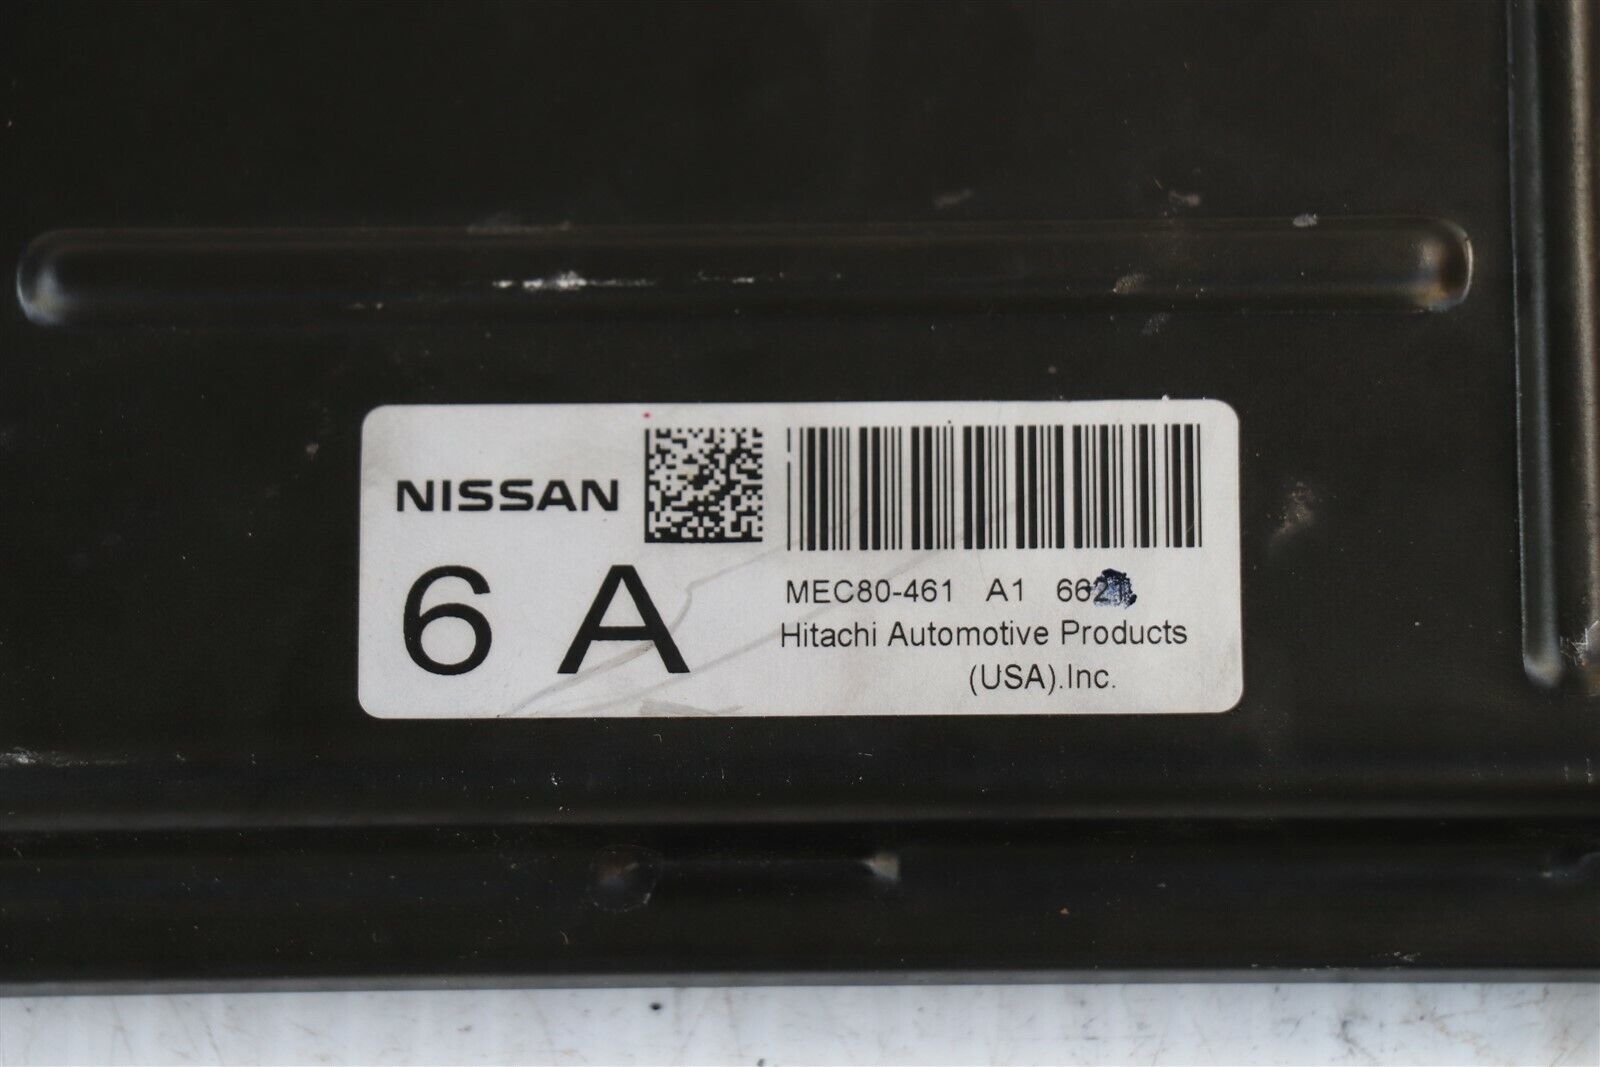 NISSAN
6 A
MEC80-461 A1
Hitachi Automotive Products
(USA).Inc.